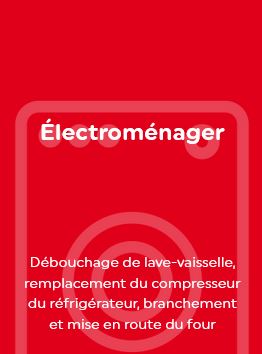 Électroménager
Débouchage de lave-vaisselle,
remplacement du compresseur
du réfrigérateur, branchement
et mise en route du four